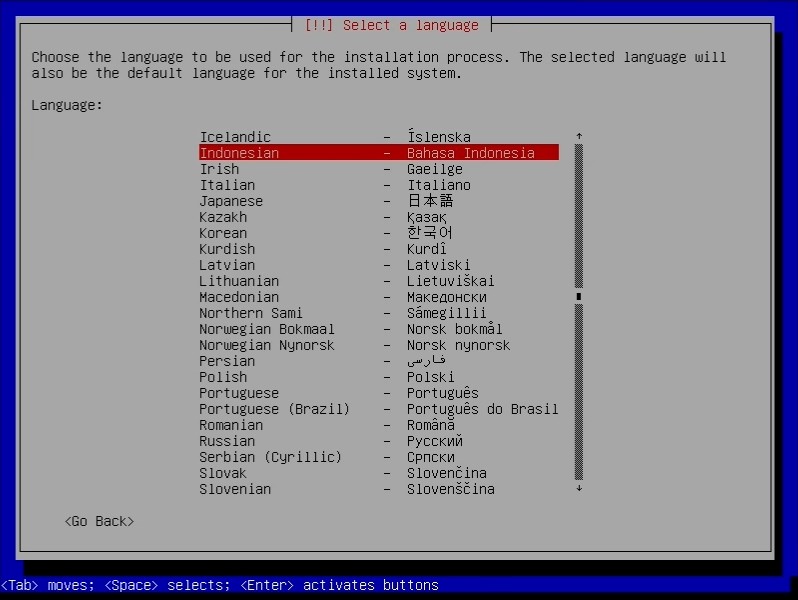 [!!] Select a language
Choose the language to be used for the installation process. The selected language will
also be the default language for the installed system.
Language:
Icelandic - Íslenska
Indonesian - Bahasa Indonesia
Irish - Gaeilge
Italian - Italiano
Japanese - 日本語
Kazakh - Қазақ
Korean - 한국어
Kurdish - Kurdî
Latvian - Latviski
Lithuanian - Lietuviškai
Macedonian - Македонски
Northern Sami - Sámegillii
Norwegian Bokmaal - Norsk bokmål
Norwegian Nynorsk - Norsk nynorsk
Persian - فارسی
Polish - Polski
Portuguese - Português
Portuguese (Brazil) - Português do Brasil
Romanian - Română
Russian - Русский
Serbian (Cyrillic) - Српски
Slovak - Slovenčina
Slovenian - Slovenščina
<Go Back>
<Tab> moves; <Space> selects; <Enter> activates buttons